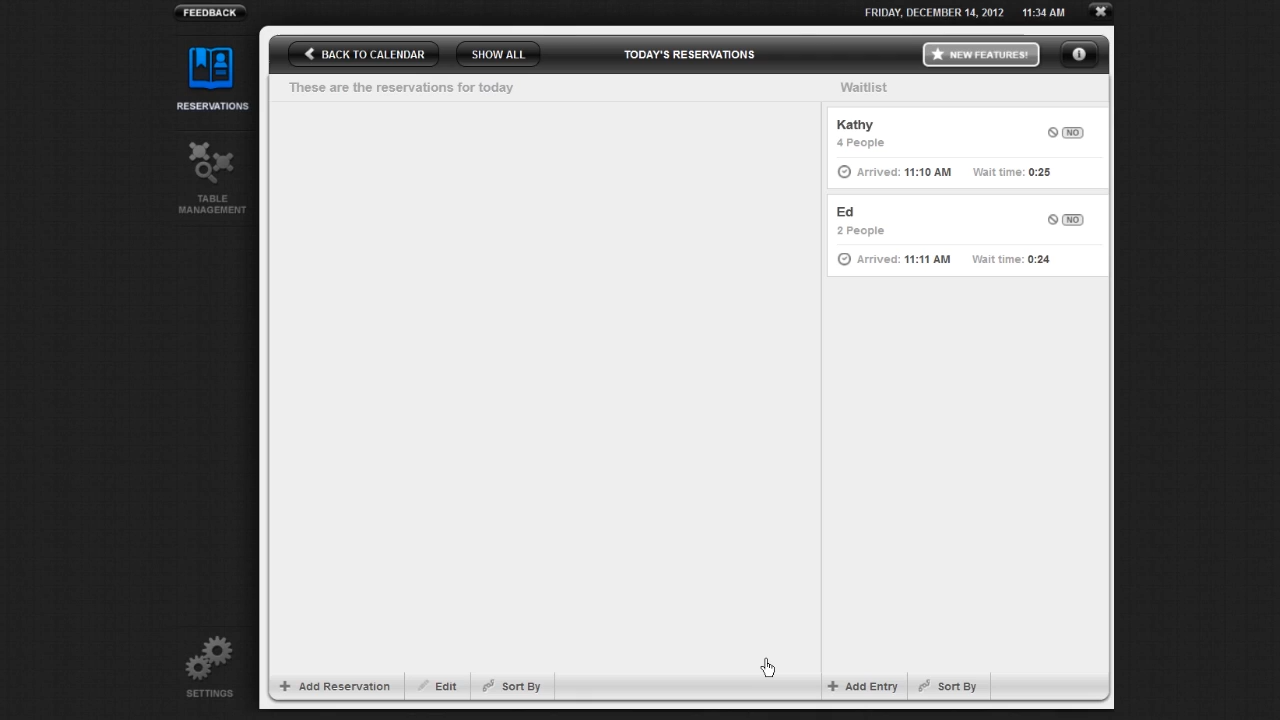 FEEDBACK
FRIDAY, DECEMBER 14, 2012 11:34 AM
RESERVATIONS
TABLE
MANAGEMENT
SETTINGS
BACK TO CALENDAR
SHOW ALL
TODAY'S RESERVATIONS
NEW FEATURES!
These are the reservations for today
Waitlist
Kathy
NO
4 People
Arrived: 11:10 AM Wait time: 0:25
Ed
NO
2 People
Arrived: 11:11 AM Wait time: 0:24
Add Reservation
Edit
Sort By
Add Entry
Sort By